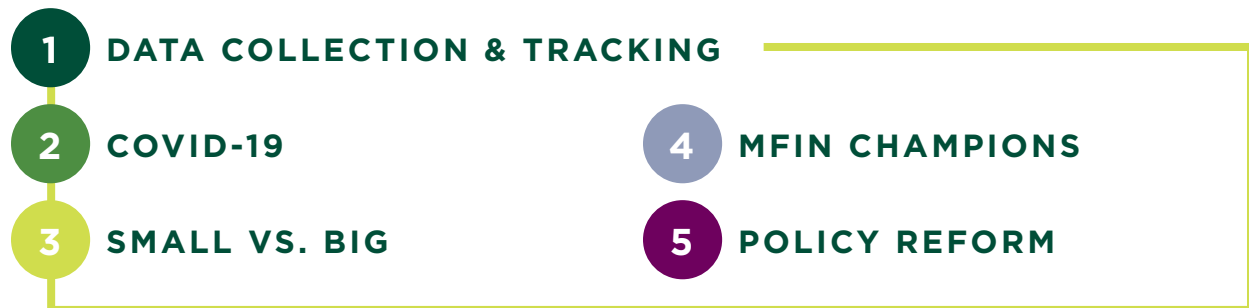 1 DATA COLLECTION & TRACKING
2 COVID-19
3 SMALL VS. BIG
4 MFIN CHAMPIONS
5 POLICY REFORM